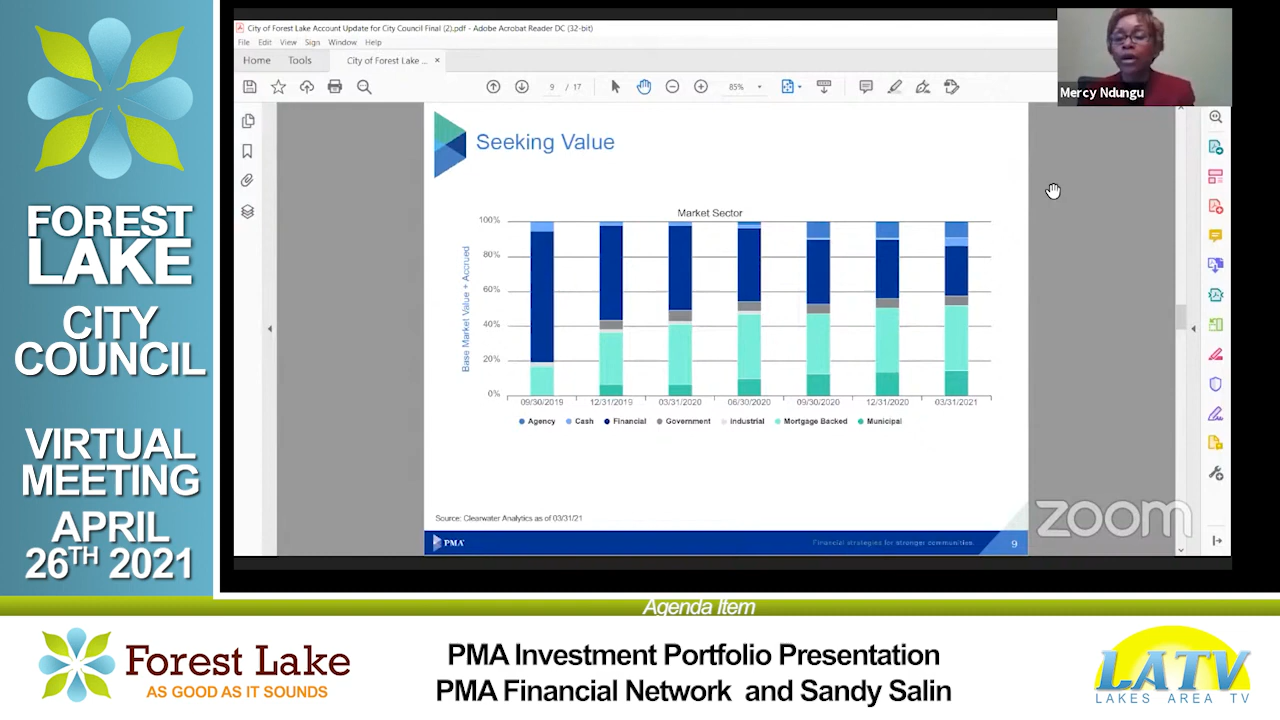 FOREST
LAKE
CITY
COUNCIL
VIRTUAL
MEETING
APRIL
26TH 2021
City of Forest Lake Account Update for City Council Final (2).pdf - Adobe Acrobat Reader DC (32-bit)
File Edit View Sign Window Help
Home Tools City of Forest Lake ... ×
9 / 17 85%
Mercy Ndungu
Seeking Value
Market Sector
Base Market Value + Accrued
100%
80%
60%
40%
20%
0%
09/30/2019 12/31/2019 03/31/2020 06/30/2020 09/30/2020 12/31/2020 03/31/2021
Agency Cash Financial Government Industrial Mortgage Backed Municipal
Source: Clearwater Analytics as of 03/31/21
PMA Financial strategies for stronger communities. 9
zoom
Agenda Item
Forest Lake
AS GOOD AS IT SOUNDS
PMA Investment Portfolio Presentation
PMA Financial Network and Sandy Salin
LATV
LAKES AREA TV